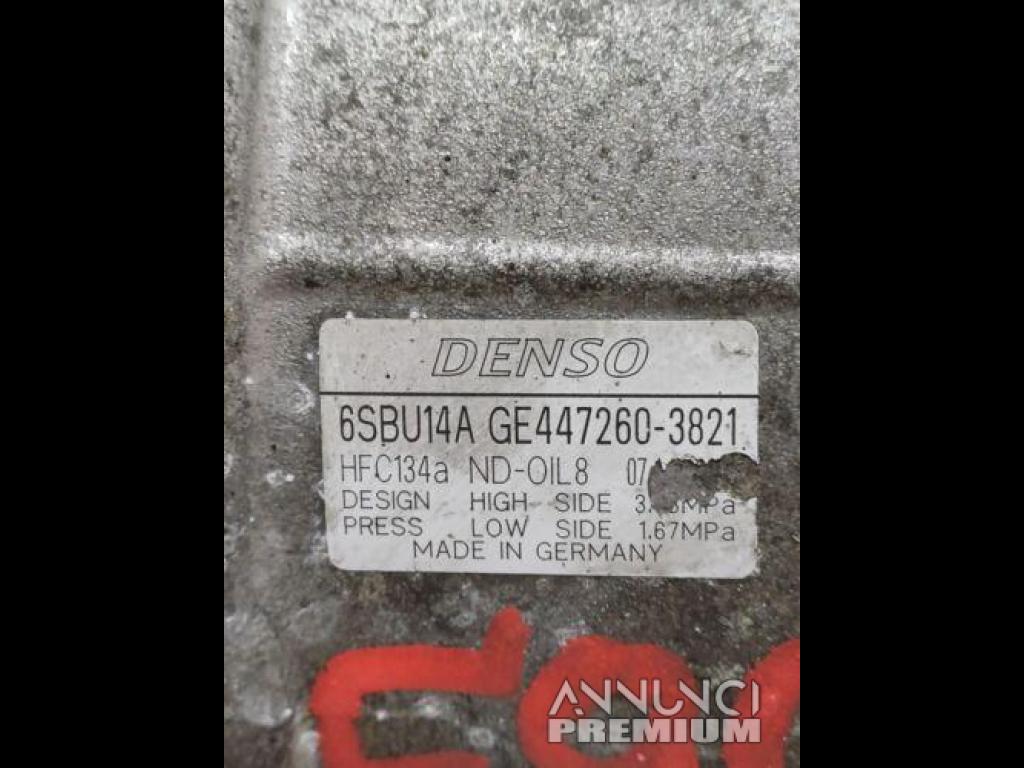 DENSO
6SBU14A GE447260-3821
HFC134a ND-OIL8 07
DESIGN HIGH SIDE
PRESS LOW SIDE 1.67MPa
MADE IN GERMANY
ANNUNCI
PREMIUM